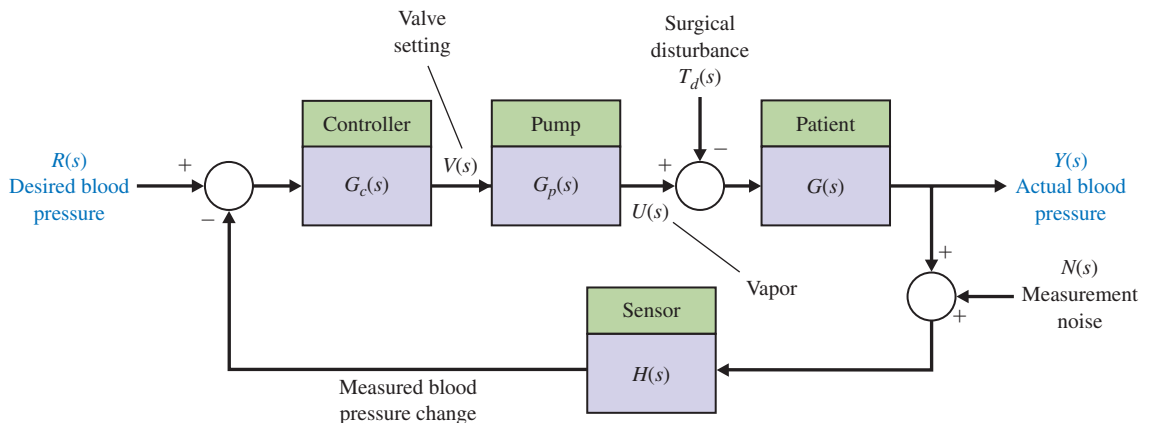 Valve
setting
Surgical
disturbance
T_d(s)
Controller
Pump
Patient
R(s)
Desired blood
pressure
+
−
G_c(s)
V(s)
G_p(s)
+
−
U(s)
G(s)
Y(s)
Actual blood
pressure
Vapor
+
+
N(s)
Measurement
noise
Sensor
H(s)
Measured blood
pressure change